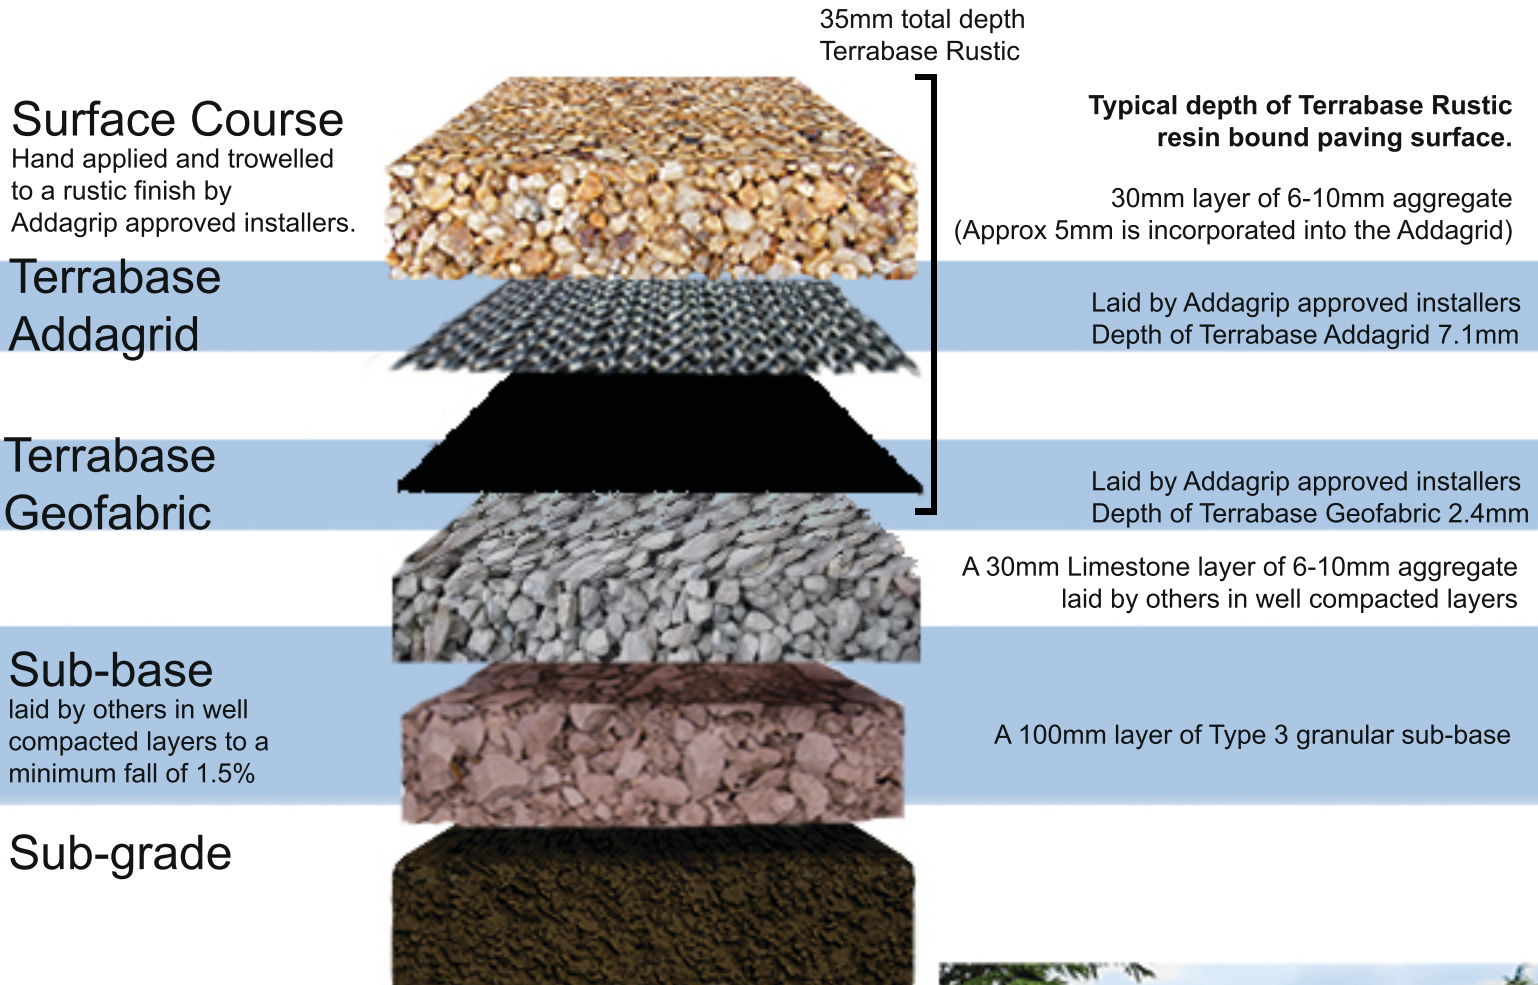 35mm total depth
Terrabase Rustic
Surface Course
Hand applied and trowelled
to a rustic finish by
Addagrip approved installers.
Typical depth of Terrabase Rustic
resin bound paving surface.
30mm layer of 6-10mm aggregate
(Approx 5mm is incorporated into the Addagrid)
Terrabase
Addagrid
Laid by Addagrip approved installers
Depth of Terrabase Addagrid 7.1mm
Terrabase
Geofabric
Laid by Addagrip approved installers
Depth of Terrabase Geofabric 2.4mm
A 30mm Limestone layer of 6-10mm aggregate
laid by others in well compacted layers
Sub-base
laid by others in well
compacted layers to a
minimum fall of 1.5%
A 100mm layer of Type 3 granular sub-base
Sub-grade